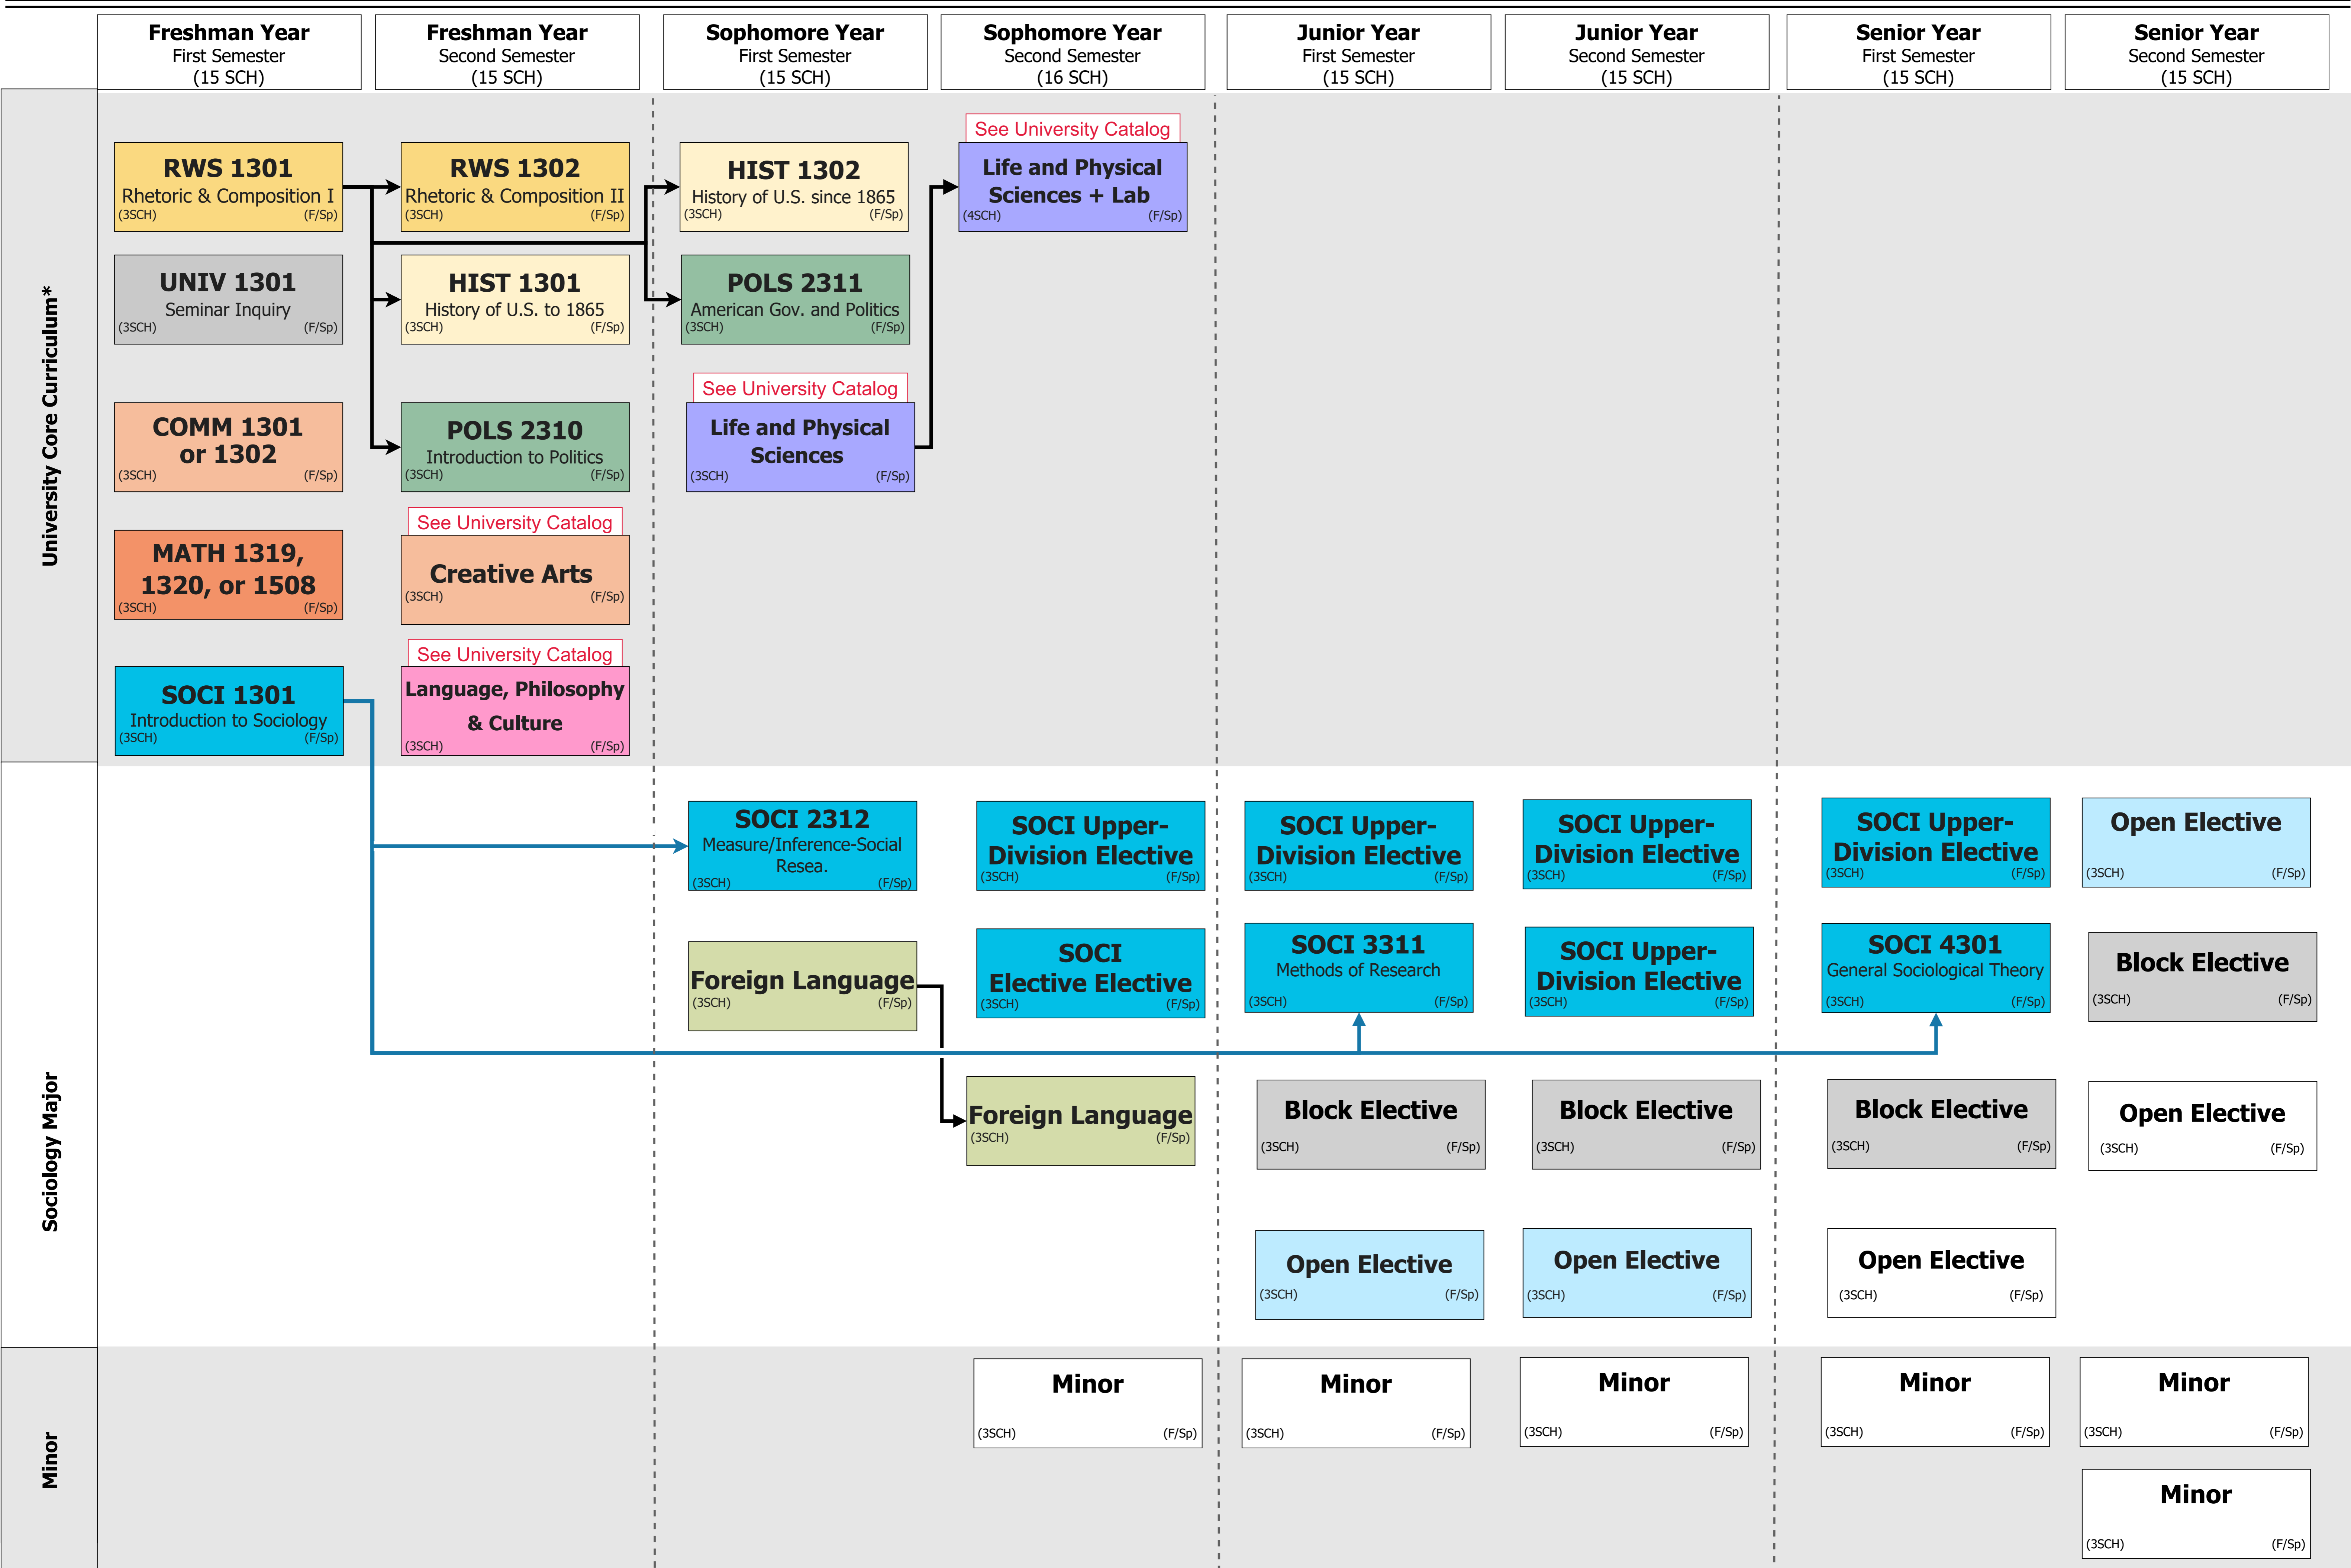 Freshman Year
First Semester
(15 SCH)
Freshman Year
Second Semester
(15 SCH)
Sophomore Year
First Semester
(15 SCH)
Sophomore Year
Second Semester
(16 SCH)
Junior Year
First Semester
(15 SCH)
Junior Year
Second Semester
(15 SCH)
Senior Year
First Semester
(15 SCH)
Senior Year
Second Semester
(15 SCH)
University Core Curriculum*
RWS 1301
Rhetoric & Composition I
(3SCH) (F/Sp)
RWS 1302
Rhetoric & Composition II
(3SCH) (F/Sp)
HIST 1302
History of U.S. since 1865
(3SCH) (F/Sp)
See University Catalog
Life and Physical
Sciences + Lab
(4SCH) (F/Sp)
UNIV 1301
Seminar Inquiry
(3SCH) (F/Sp)
HIST 1301
History of U.S. to 1865
(3SCH) (F/Sp)
POLS 2311
American Gov. and Politics
(3SCH) (F/Sp)
COMM 1301
or 1302
(3SCH) (F/Sp)
POLS 2310
Introduction to Politics
(3SCH) (F/Sp)
See University Catalog
Life and Physical
Sciences
(3SCH) (F/Sp)
MATH 1319,
1320, or 1508
(3SCH) (F/Sp)
See University Catalog
Creative Arts
(3SCH) (F/Sp)
SOCI 1301
Introduction to Sociology
(3SCH) (F/Sp)
See University Catalog
Language, Philosophy
& Culture
(3SCH) (F/Sp)
Sociology Major
SOCI 2312
Measure/Inference-Social
Resea.
(3SCH) (F/Sp)
SOCI Upper-
Division Elective
(3SCH) (F/Sp)
SOCI Upper-
Division Elective
(3SCH) (F/Sp)
SOCI Upper-
Division Elective
(3SCH) (F/Sp)
SOCI Upper-
Division Elective
(3SCH) (F/Sp)
Open Elective
(3SCH) (F/Sp)
Foreign Language
(3SCH) (F/Sp)
SOCI
Elective Elective
(3SCH) (F/Sp)
SOCI 3311
Methods of Research
(3SCH) (F/Sp)
SOCI Upper-
Division Elective
(3SCH) (F/Sp)
SOCI 4301
General Sociological Theory
(3SCH) (F/Sp)
Block Elective
(3SCH) (F/Sp)
Foreign Language
(3SCH) (F/Sp)
Block Elective
(3SCH) (F/Sp)
Block Elective
(3SCH) (F/Sp)
Block Elective
(3SCH) (F/Sp)
Open Elective
(3SCH) (F/Sp)
Open Elective
(3SCH) (F/Sp)
Open Elective
(3SCH) (F/Sp)
Open Elective
(3SCH) (F/Sp)
Minor
Minor
(3SCH) (F/Sp)
Minor
(3SCH) (F/Sp)
Minor
(3SCH) (F/Sp)
Minor
(3SCH) (F/Sp)
Minor
(3SCH) (F/Sp)
Minor
(3SCH) (F/Sp)